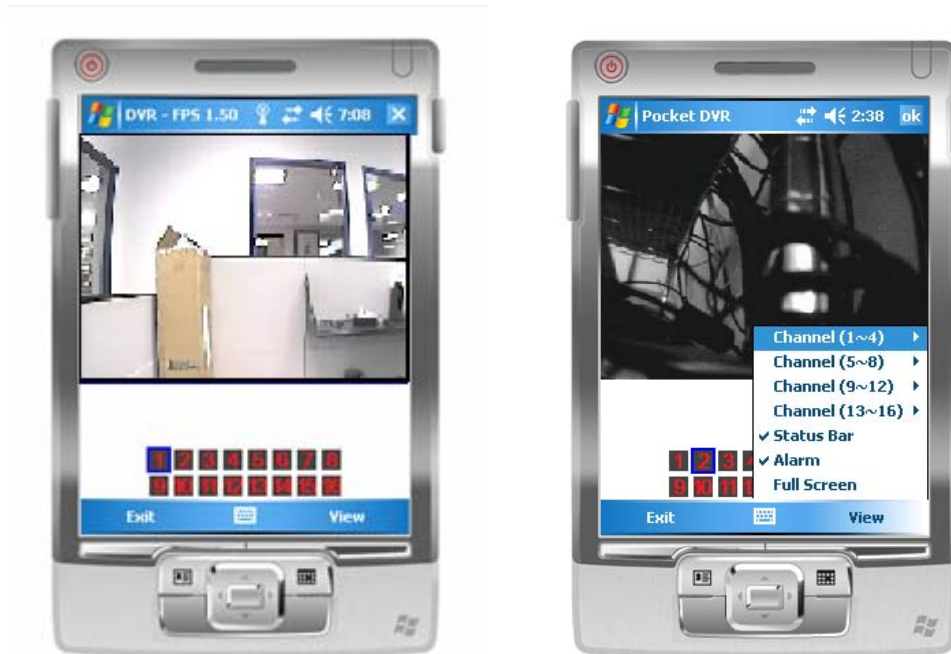 DVR - FPS 1.50 7:08
1 2 3 4 5 6 7 8
9 10 11 12 13 14 15 16
Exit View
Pocket DVR 2:38 ok
Channel (1~4)
Channel (5~8)
Channel (9~12)
Channel (13~16)
Status Bar
Alarm
Full Screen
1 2 3 4
9 10 11
Exit View